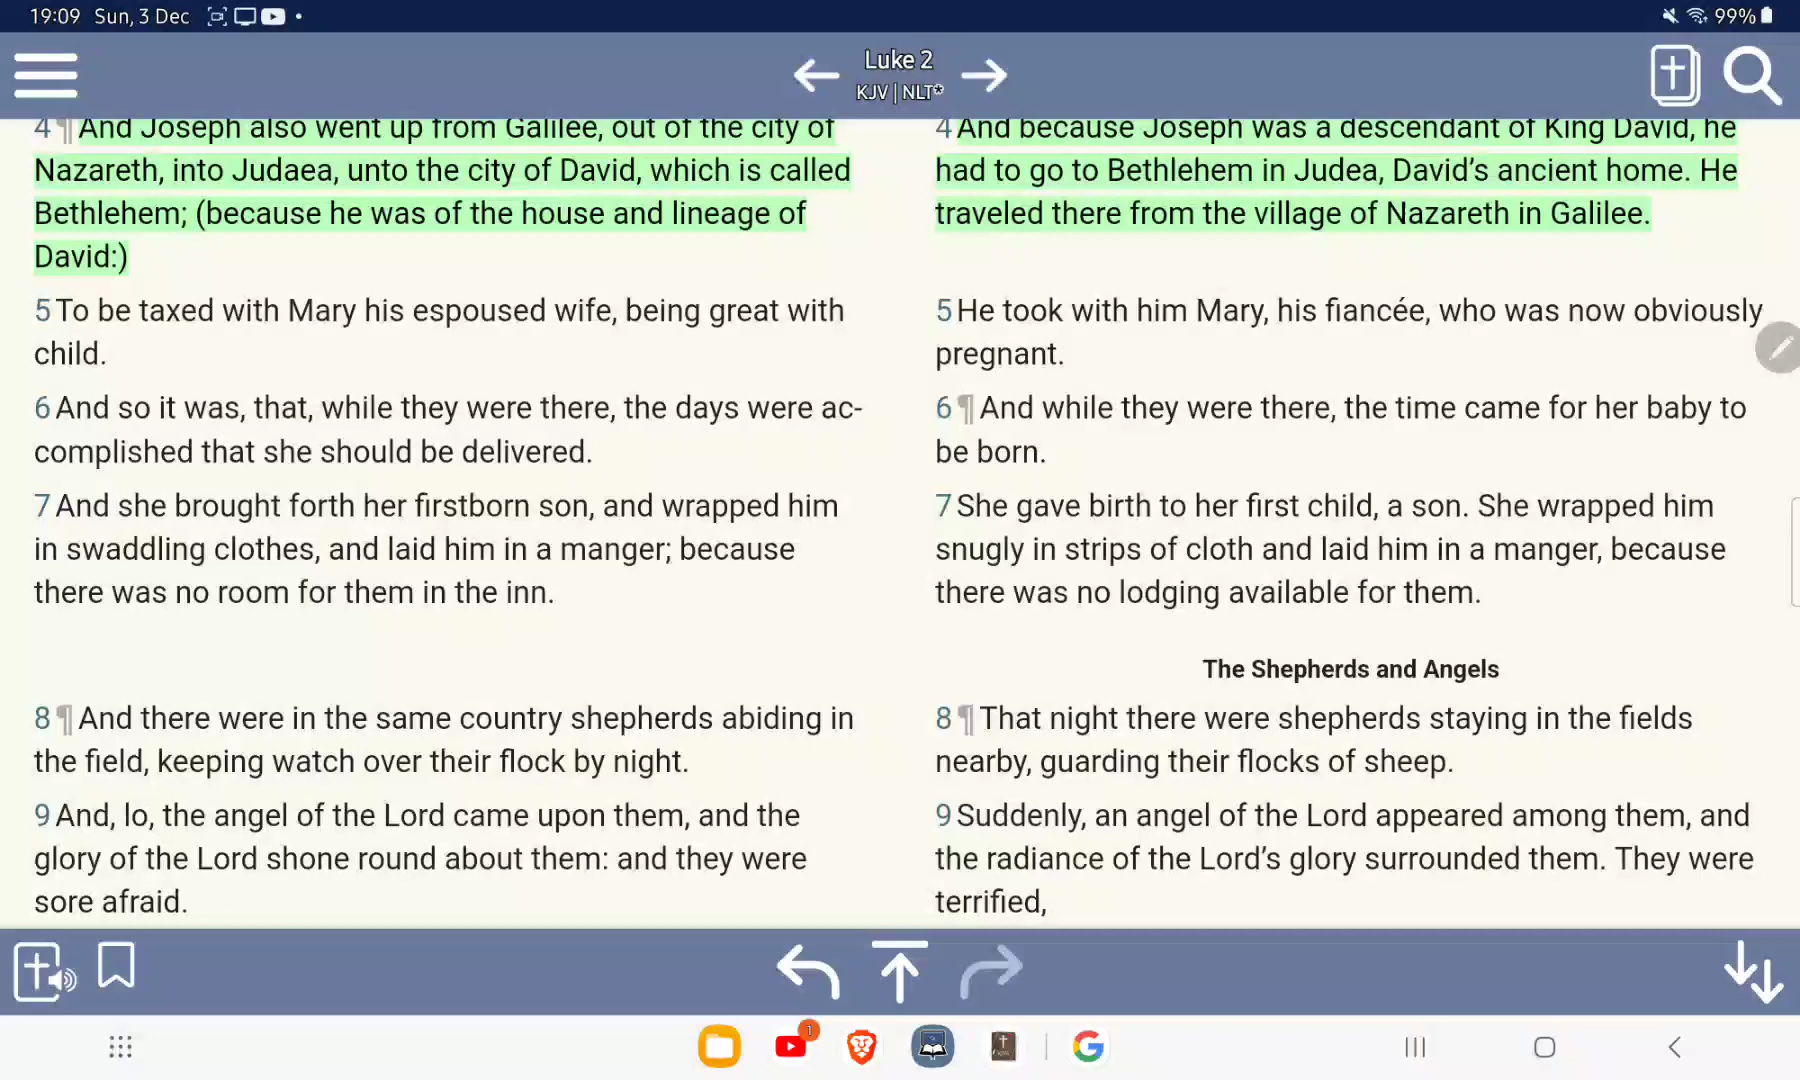 19:09 Sun, 3 Dec
99%
Luke 2
KJV | NLT*
4 ¶ And Joseph also went up from Galilee, out of the city of
Nazareth, into Judaea, unto the city of David, which is called
Bethlehem; (because he was of the house and lineage of
David:)
5 To be taxed with Mary his espoused wife, being great with
child.
6 And so it was, that, while they were there, the days were ac-
complished that she should be delivered.
7 And she brought forth her firstborn son, and wrapped him
in swaddling clothes, and laid him in a manger; because
there was no room for them in the inn.
8 ¶ And there were in the same country shepherds abiding in
the field, keeping watch over their flock by night.
9 And, lo, the angel of the Lord came upon them, and the
glory of the Lord shone round about them: and they were
sore afraid.
4 And because Joseph was a descendant of King David, he
had to go to Bethlehem in Judea, David’s ancient home. He
traveled there from the village of Nazareth in Galilee.
5 He took with him Mary, his fiancée, who was now obviously
pregnant.
6 ¶ And while they were there, the time came for her baby to
be born.
7 She gave birth to her first child, a son. She wrapped him
snugly in strips of cloth and laid him in a manger, because
there was no lodging available for them.
The Shepherds and Angels
8 ¶ That night there were shepherds staying in the fields
nearby, guarding their flocks of sheep.
9 Suddenly, an angel of the Lord appeared among them, and
the radiance of the Lord’s glory surrounded them. They were
terrified,
1